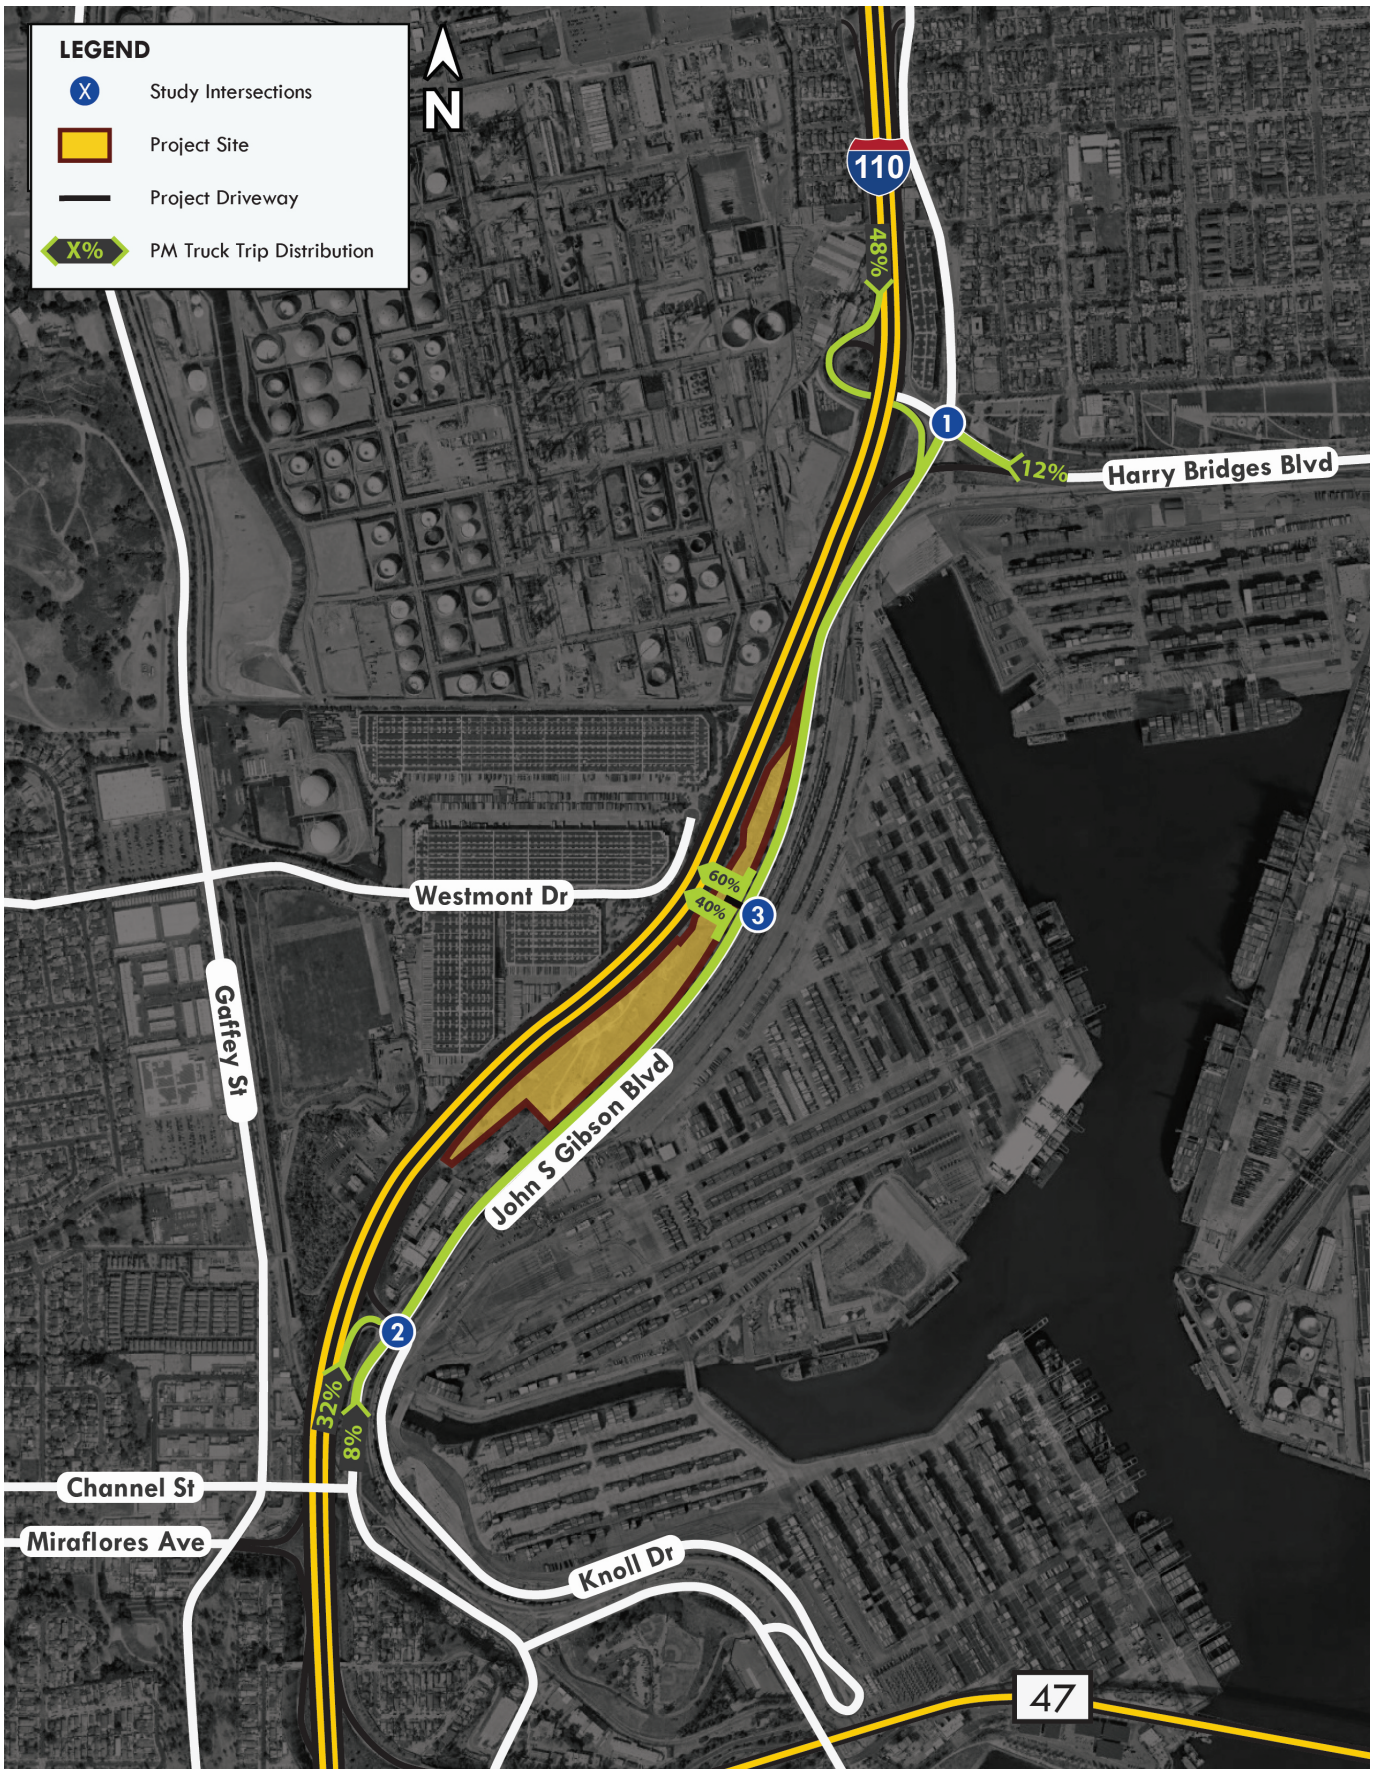 LEGEND
X
Study Intersections
Project Site
Project Driveway
X%
PM Truck Trip Distribution
N
110
48%
1
12%
Harry Bridges Blvd
60%
40%
3
Westmont Dr
Gaffey St
John S Gibson Blvd
2
32%
8%
Channel St
Miraflores Ave
Knoll Dr
47